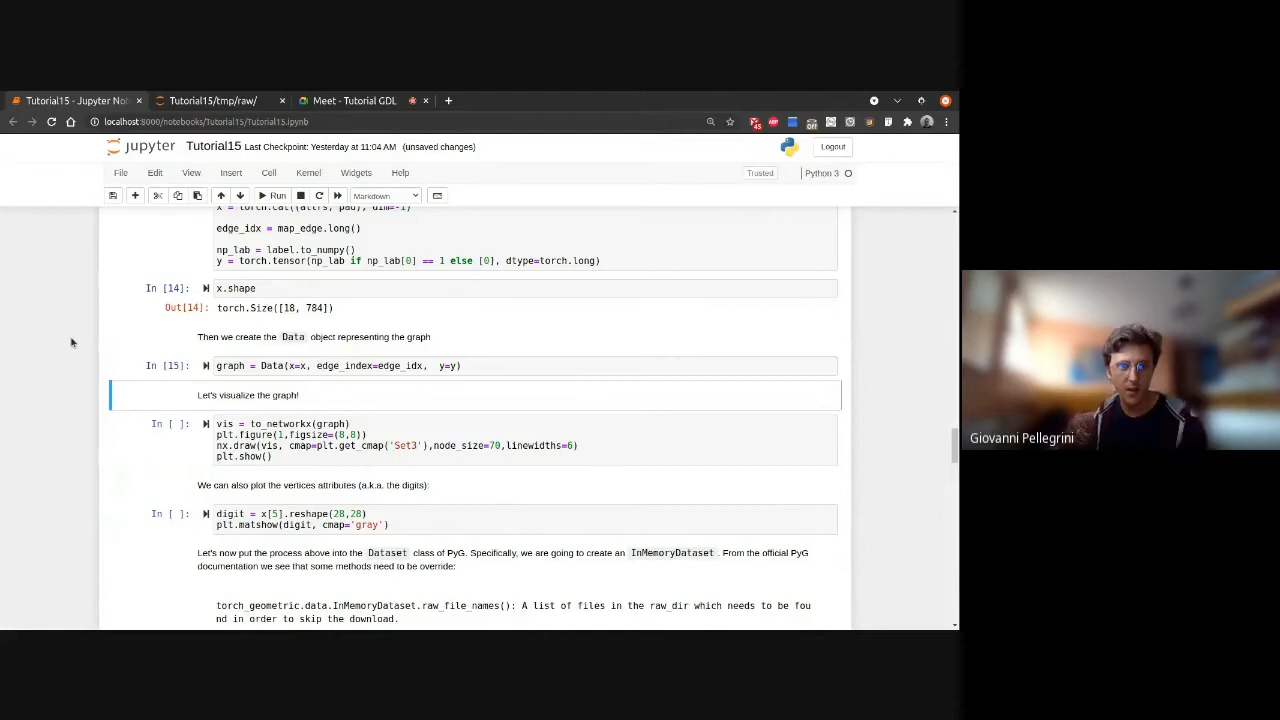 Tutorial15 - Jupyter Not
Tutorial15/tmp/raw/
Meet - Tutorial GDL
localhost:8000/notebooks/Tutorial15/Tutorial15.ipynb
jupyter Tutorial15 Last Checkpoint: Yesterday at 11:04 AM (unsaved changes)
Logout
File Edit View Insert Cell Kernel Widgets Help
Trusted
Python 3
Run
Markdown
x = torch.cat((attrs, pad), dim=-1)
edge_idx = map_edge.long()
np_lab = label.to_numpy()
y = torch.tensor(np_lab if np_lab[0] == 1 else [0], dtype=torch.long)
In [14]: x.shape
Out[14]: torch.Size([18, 784])
Then we create the Data object representing the graph
In [15]: graph = Data(x=x, edge_index=edge_idx, y=y)
Let's visualize the graph!
In [ ]: vis = to_networkx(graph)
plt.figure(1,figsize=(8,8))
nx.draw(vis, cmap=plt.get_cmap('Set3'),node_size=70,linewidths=6)
plt.show()
We can also plot the vertices attributes (a.k.a. the digits):
In [ ]: digit = x[5].reshape(28,28)
plt.matshow(digit, cmap='gray')
Let's now put the process above into the Dataset class of PyG. Specifically, we are going to create an InMemoryDataset. From the official PyG
documentation we see that some methods need to be override:
torch_geometric.data.InMemoryDataset.raw_file_names(): A list of files in the raw_dir which needs to be fou
nd in order to skip the download.
Giovanni Pellegrini